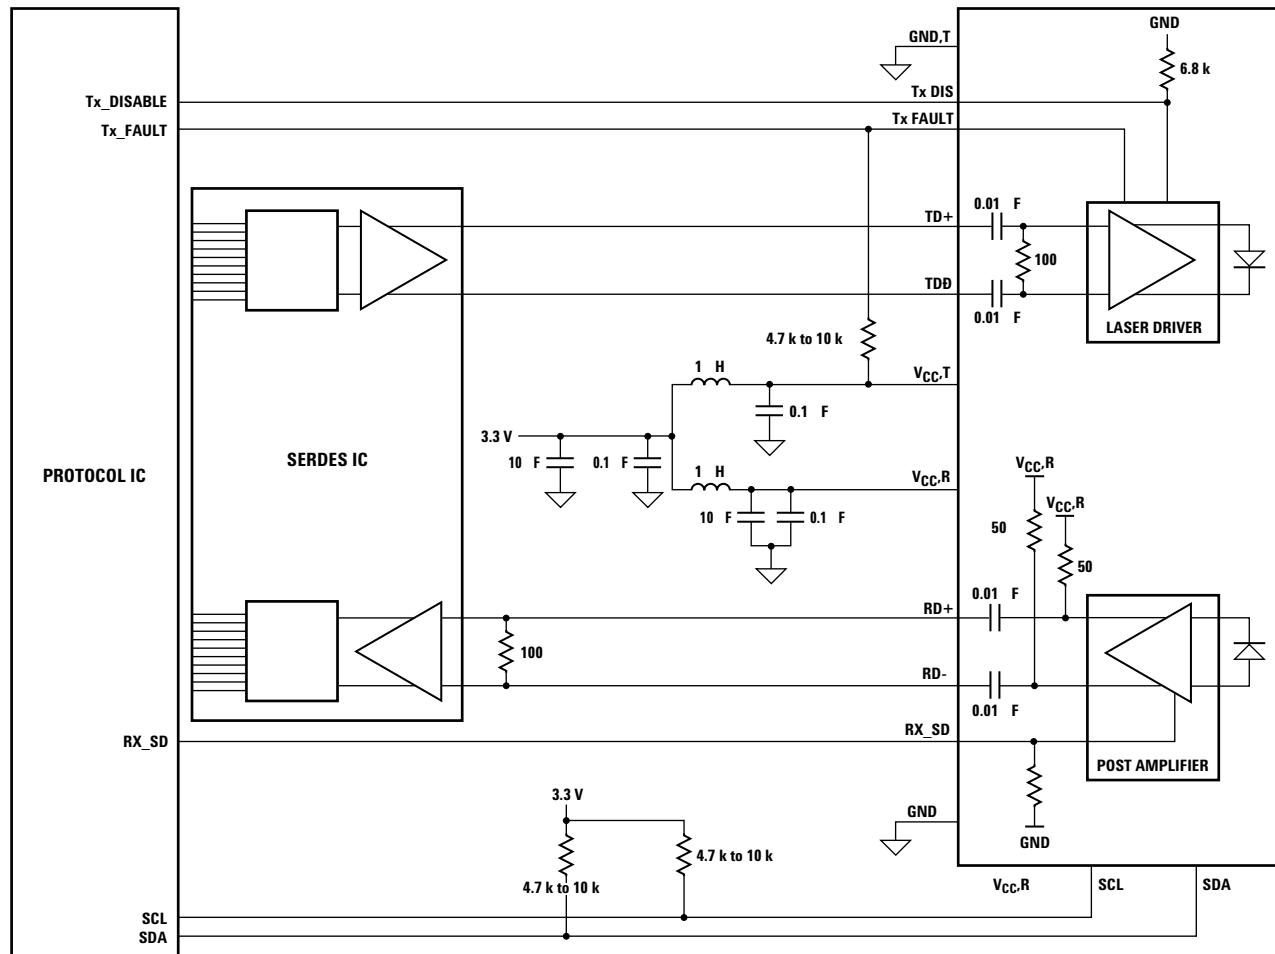 GND
GND,T
6.8 k
Tx_DISABLE
Tx DIS
Tx_FAULT
Tx FAULT
0.01 F
TD+
100
TDÐ
0.01 F
LASER DRIVER
4.7 k to 10 k
1 H
VCC,T
0.1 F
3.3 V
SERDES IC
10 F
0.1 F
PROTOCOL IC
1 H
VCC,R
VCC,R
VCC,R
10 F
0.1 F
50
50
0.01 F
RD+
100
RD-
0.01 F
RX_SD
RX_SD
POST AMPLIFIER
3.3 V
GND
GND
4.7 k to 10 k
4.7 k to 10 k
VCC,R
SCL
SDA
SCL
SDA